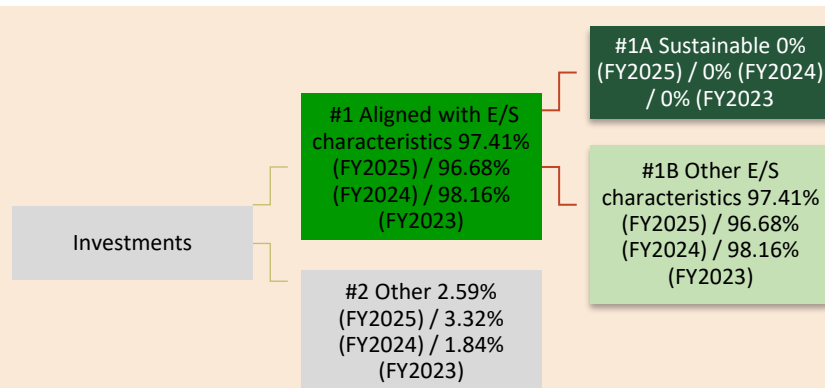 #1A Sustainable 0%
(FY2025) / 0% (FY2024)
/ 0% (FY2023
#1 Aligned with E/S
characteristics 97.41%
(FY2025) / 96.68%
(FY2024) / 98.16%
(FY2023)
#1B Other E/S
characteristics 97.41%
(FY2025) / 96.68%
(FY2024) / 98.16%
(FY2023)
Investments
#2 Other 2.59%
(FY2025) / 3.32%
(FY2024) / 1.84%
(FY2023)